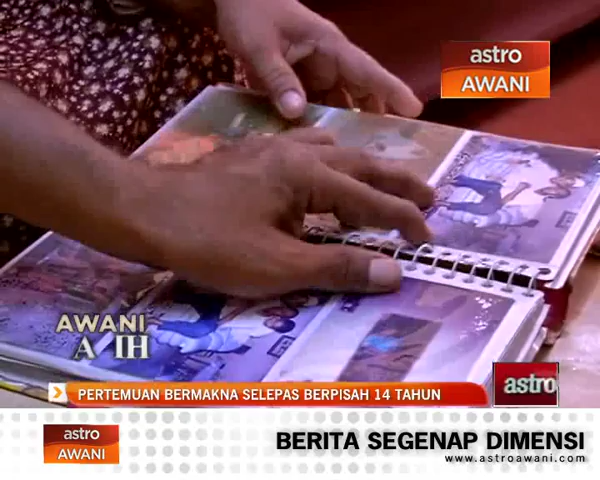 astro
AWANI
AWANI
PERTEMUAN BERMAKNA SELEPAS BERPISAH 14 TAHUN
astro
astro
AWANI
BERITA SEGENAP DIMENSI
www.astroawani.com